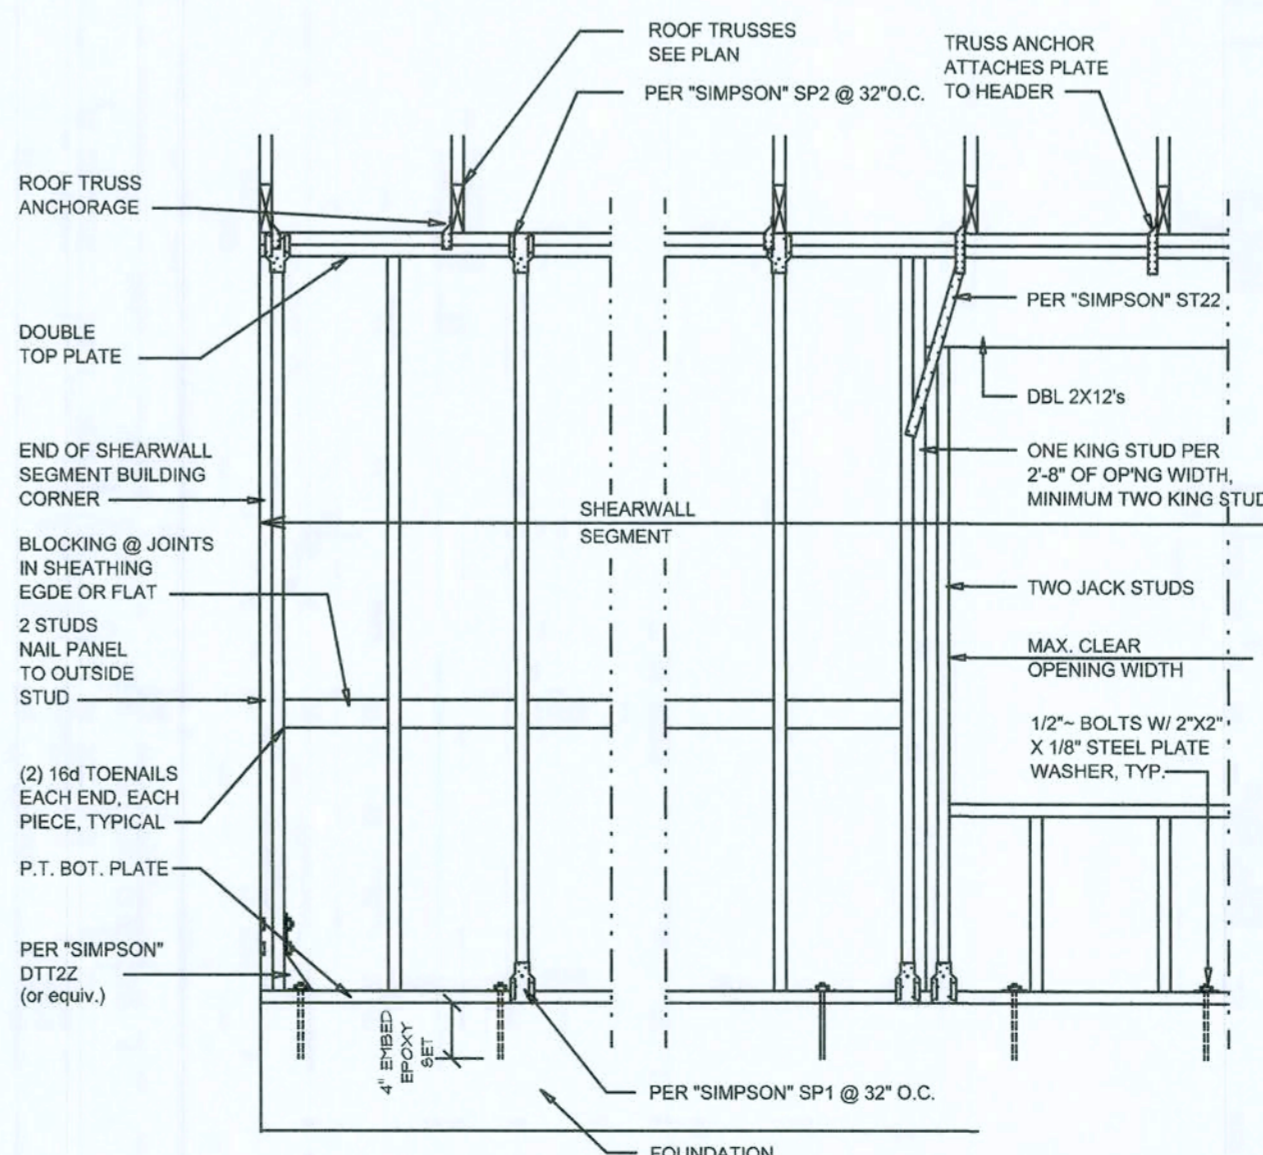 ROOF TRUSSES
SEE PLAN
TRUSS ANCHOR
ATTACHES PLATE
TO HEADER
PER "SIMPSON" SP2 @ 32"O.C.
ROOF TRUSS
ANCHORAGE
PER "SIMPSON" ST22
DOUBLE
TOP PLATE
DBL 2X12's
END OF SHEARWALL
SEGMENT BUILDING
CORNER
ONE KING STUD PER
2'-8" OF OP'NG WIDTH,
MINIMUM TWO KING STUD
SHEARWALL
SEGMENT
BLOCKING @ JOINTS
IN SHEATHING
EGDE OR FLAT
TWO JACK STUDS
2 STUDS
NAIL PANEL
TO OUTSIDE
STUD
MAX. CLEAR
OPENING WIDTH
1/2"~ BOLTS W/ 2"X2"
X 1/8" STEEL PLATE
WASHER, TYP.
(2) 16d TOENAILS
EACH END, EACH
PIECE, TYPICAL
P.T. BOT. PLATE
PER "SIMPSON"
DTT2Z
(or equiv.)
4" EMBED
EPOXY
SET
PER "SIMPSON" SP1 @ 32" O.C.
FOUNDATION